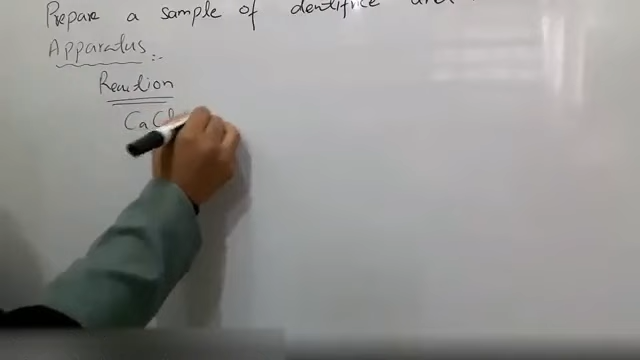 Prepare a sample of dentifrice and
Apparatus :-
Reaction
CaCl